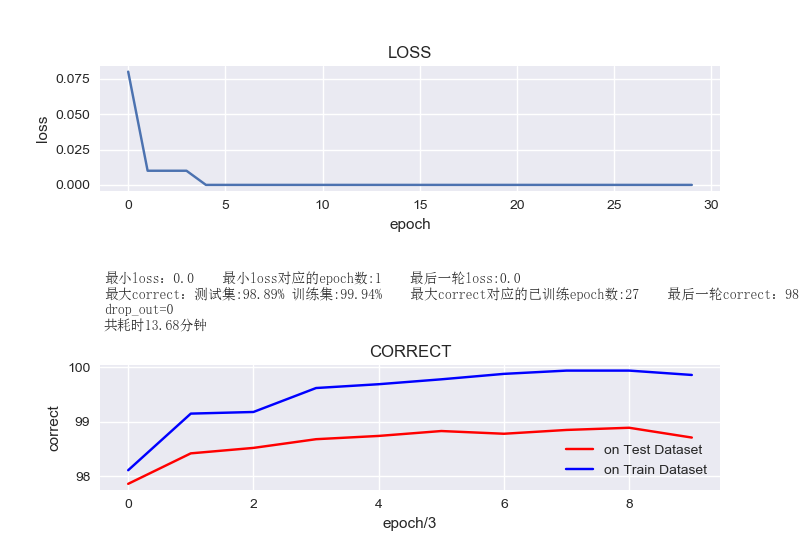 LOSS
0.075
0.050
0.025
0.000
loss
0 5 10 15 20 25 30
epoch
最小loss：0.0 最小loss对应的epoch数:1 最后一轮loss:0.0
最大correct：测试集:98.89% 训练集:99.94% 最大correct对应的已训练epoch数:27 最后一轮correct：98
drop_out=0
共耗时13.68分钟
CORRECT
100
99
98
correct
on Test Dataset
on Train Dataset
0 2 4 6 8
epoch/3